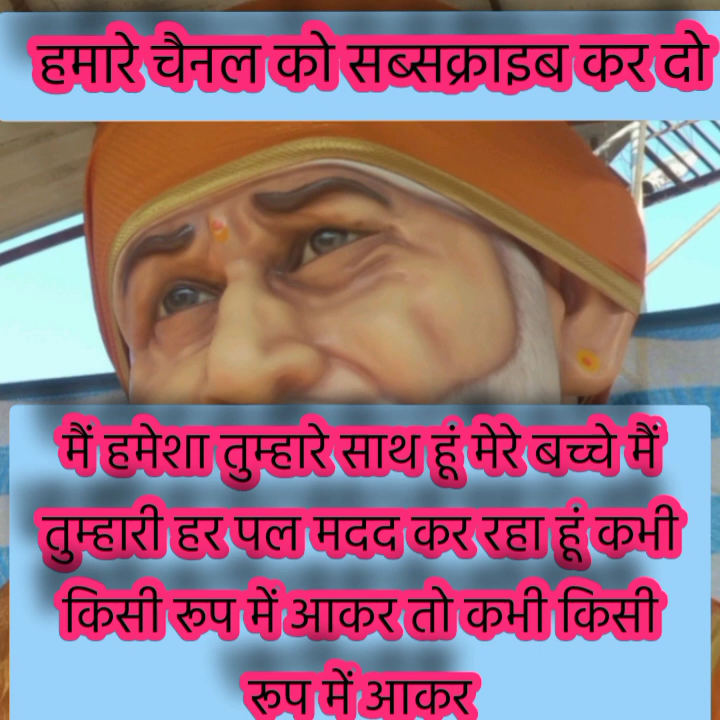 हमारे चैनल को सब्सक्राइब कर दो
मैं हमेशा तुम्हारे साथ हूं मेरे बच्चे मैं
तुम्हारी हर पल मदद कर रहा हूं कभी
किसी रूप में आकर तो कभी किसी
रूप में आकर